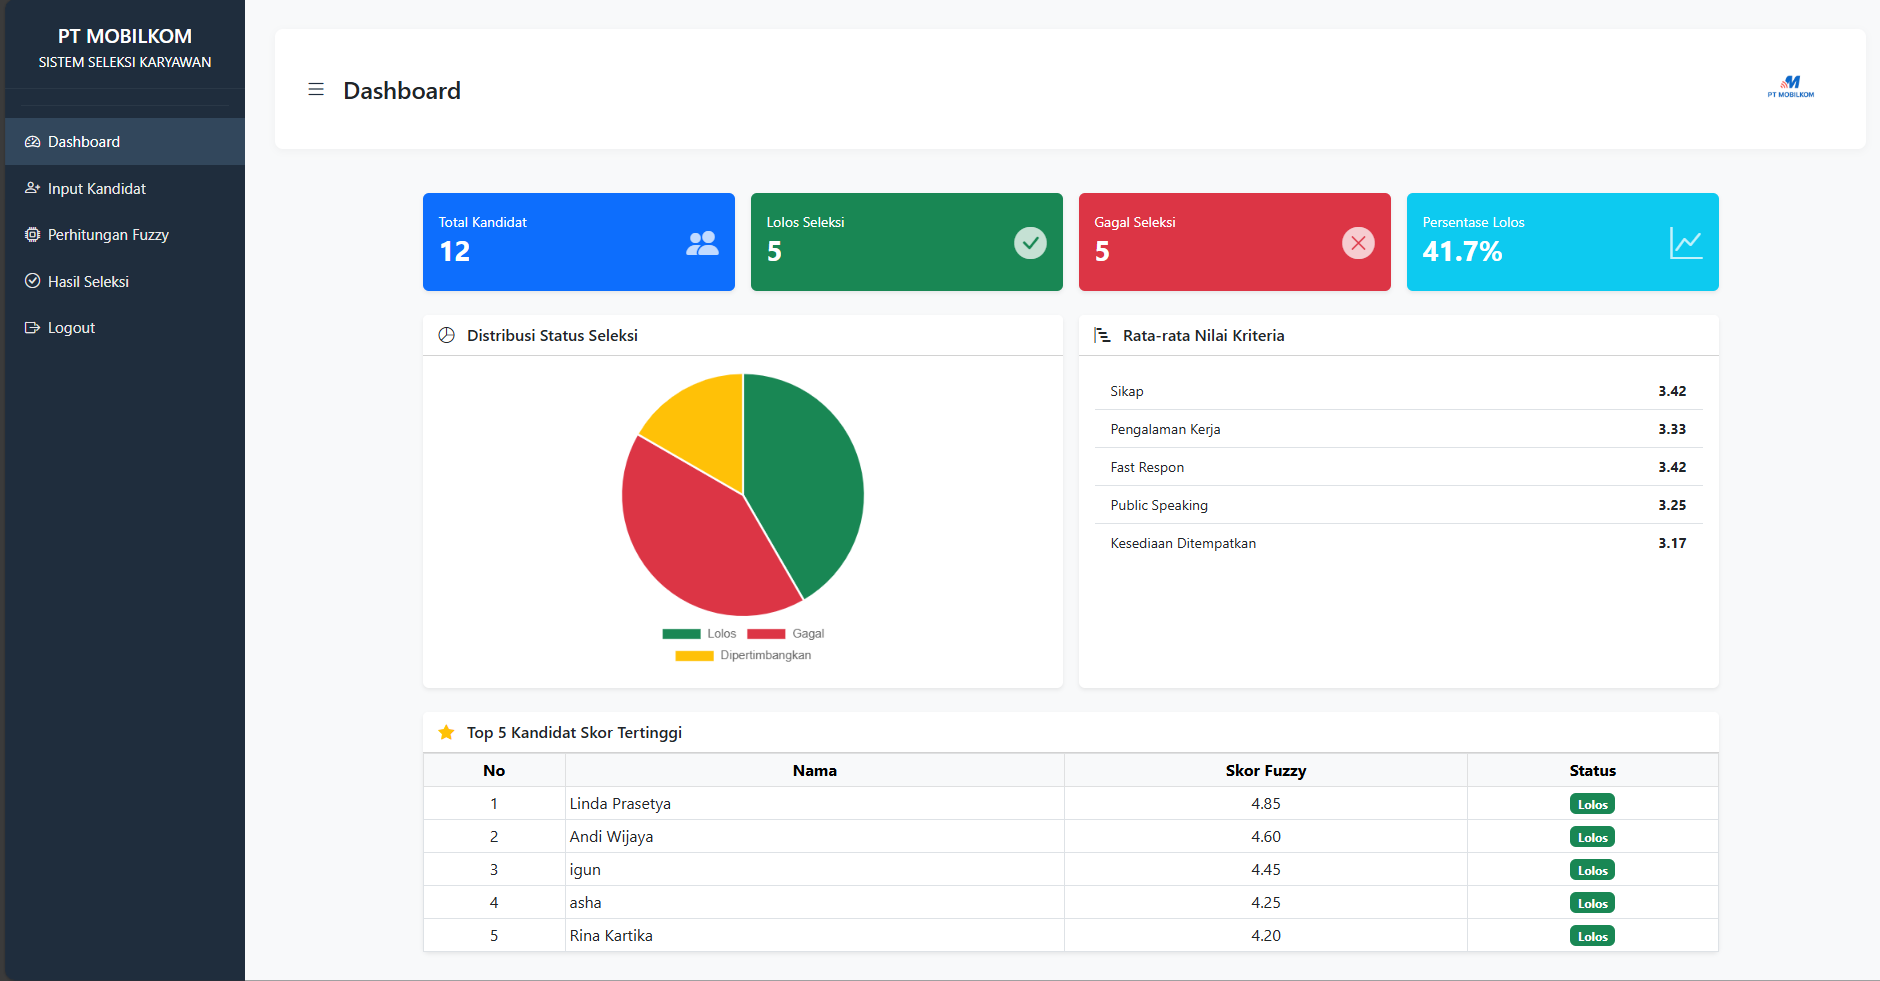 PT MOBILKOM
SISTEM SELEKSI KARYAWAN
Dashboard
Input Kandidat
Perhitungan Fuzzy
Hasil Seleksi
Logout
Dashboard
PT MOBILKOM
Total Kandidat
12
Lolos Seleksi
5
Gagal Seleksi
5
Persentase Lolos
41.7%
Distribusi Status Seleksi
Lolos Gagal
Dipertimbangkan
Rata-rata Nilai Kriteria
Sikap 3.42
Pengalaman Kerja 3.33
Fast Respon 3.42
Public Speaking 3.25
Kesediaan Ditempatkan 3.17
Top 5 Kandidat Skor Tertinggi
No Nama Skor Fuzzy Status
1 Linda Prasetya 4.85 Lolos
2 Andi Wijaya 4.60 Lolos
3 igun 4.45 Lolos
4 asha 4.25 Lolos
5 Rina Kartika 4.20 Lolos